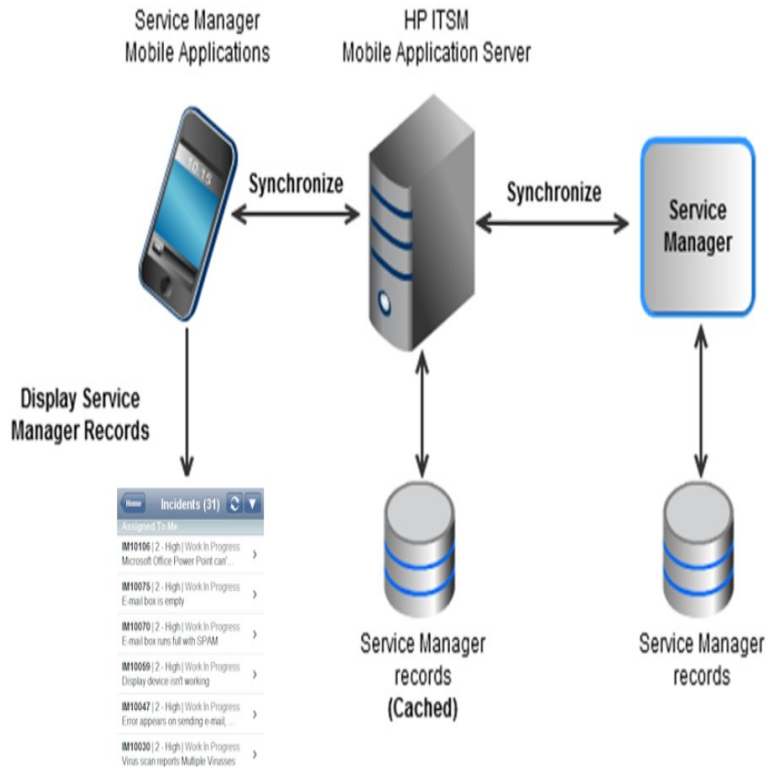 Service Manager
Mobile Applications
HP ITSM
Mobile Application Server
10:15
Synchronize
Synchronize
Service
Manager
Display Service
Manager Records
Home
Incidents (31)
Assigned To Me
IM10106 | 2 - High | Work In Progress
Microsoft Office Power Point can'...
IM10075 | 2 - High | Work In Progress
E-mail box is empty
IM10070 | 2 - High | Work In Progress
E-mail box runs full with SPAM
IM10059 | 2 - High | Work In Progress
Display device isn't working
IM10047 | 2 - High | Work In Progress
Error appears on sending e-mail, ...
IM10030 | 2 - High | Work In Progress
Virus scan reports Multiple Virusses
Service Manager
records
(Cached)
Service Manager
records